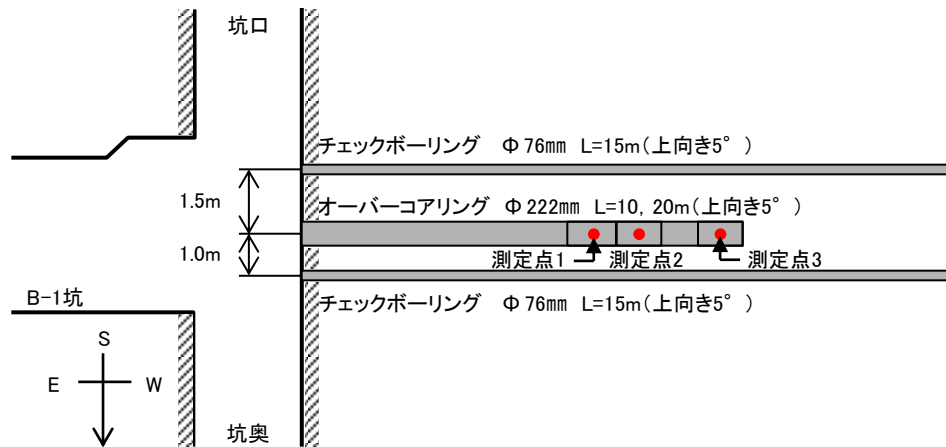 坑口
チェックボーリング Φ76mm L=15m(上向き5°)
1.5m
オーバーコアリング Φ222mm L=10, 20m(上向き5°)
1.0m
測定点1 測定点2 測定点3
B-1坑
チェックボーリング Φ76mm L=15m(上向き5°)
S
E W
坑奥